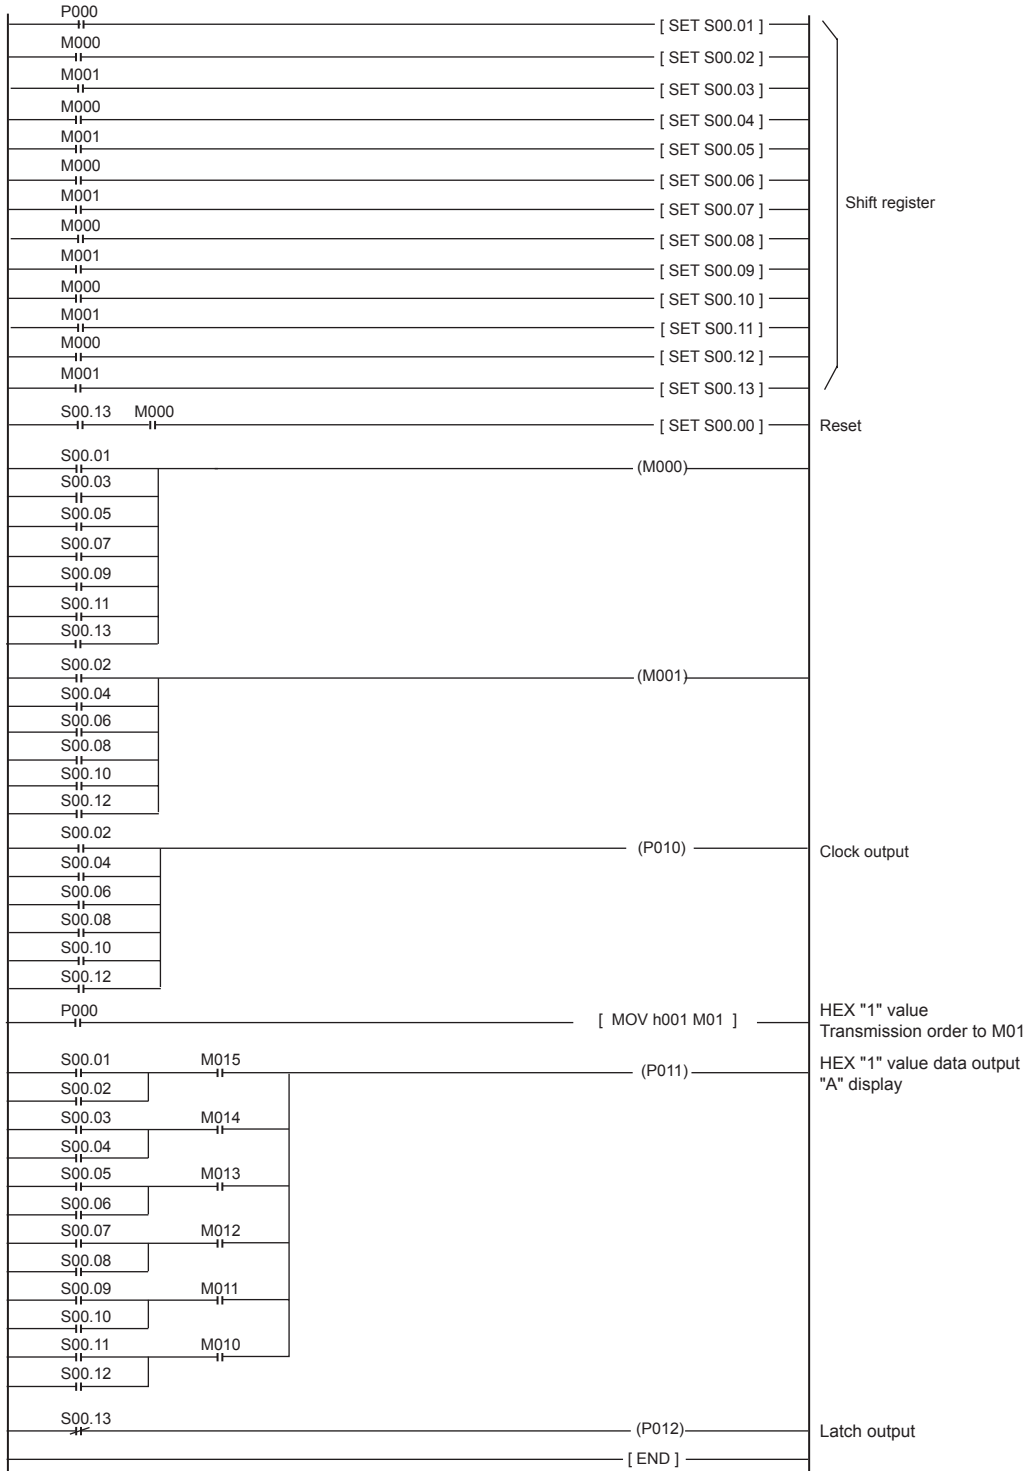 P000
[ SET S00.01 ]
M000
[ SET S00.02 ]
M001
[ SET S00.03 ]
M000
[ SET S00.04 ]
M001
[ SET S00.05 ]
M000
[ SET S00.06 ]
M001
[ SET S00.07 ]
Shift register
M000
[ SET S00.08 ]
M001
[ SET S00.09 ]
M000
[ SET S00.10 ]
M001
[ SET S00.11 ]
M000
[ SET S00.12 ]
M001
[ SET S00.13 ]
S00.13 M000
[ SET S00.00 ] Reset
S00.01
(M000)
S00.03
S00.05
S00.07
S00.09
S00.11
S00.13
S00.02
(M001)
S00.04
S00.06
S00.08
S00.10
S00.12
S00.02
(P010) Clock output
S00.04
S00.06
S00.08
S00.10
S00.12
P000
[ MOV h001 M01 ]
HEX "1" value
Transmission order to M01
S00.01 M015
(P011)
HEX "1" value data output
"A" display
S00.02
S00.03 M014
S00.04
S00.05 M013
S00.06
S00.07 M012
S00.08
S00.09 M011
S00.10
S00.11 M010
S00.12
S00.13
(P012) Latch output
[ END ]